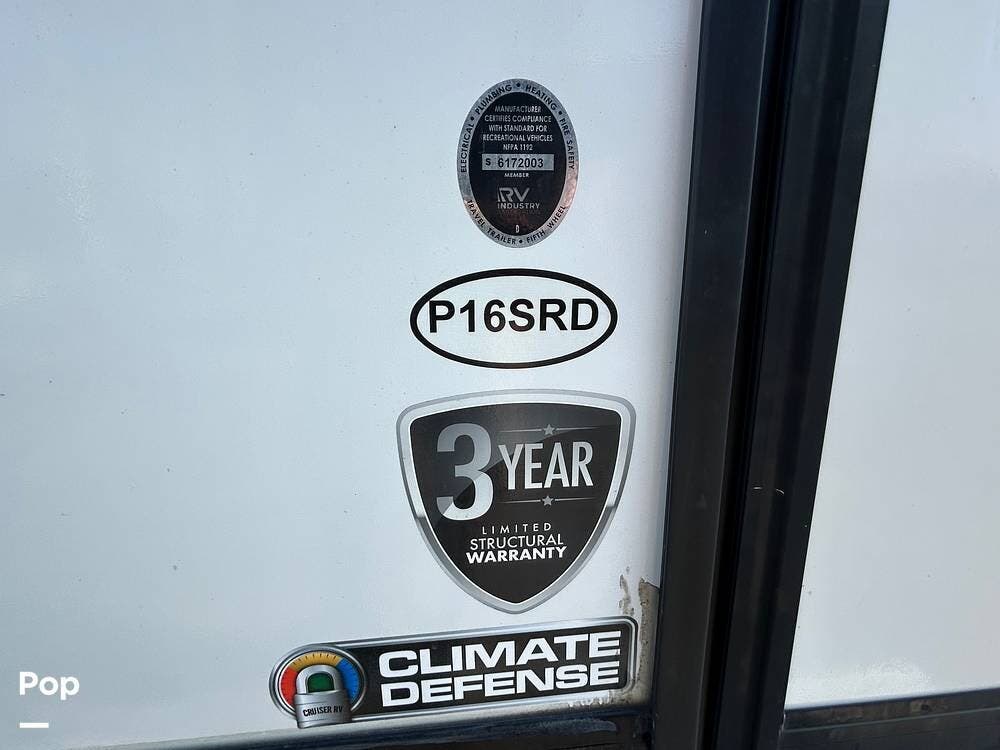 ELECTRICAL • PLUMBING • HEATING • FIRE SAFETY
MANUFACTURER
CERTIFIES COMPLIANCE
WITH STANDARD FOR
RECREATIONAL VEHICLES
NFPA 1192
S 6172003
MEMBER
RV
INDUSTRY
D
TRAVEL TRAILER • FIFTH WHEEL
P16SRD
3 YEAR
LIMITED
STRUCTURAL
WARRANTY
CLIMATE
DEFENSE
CRUISER RV
Pop